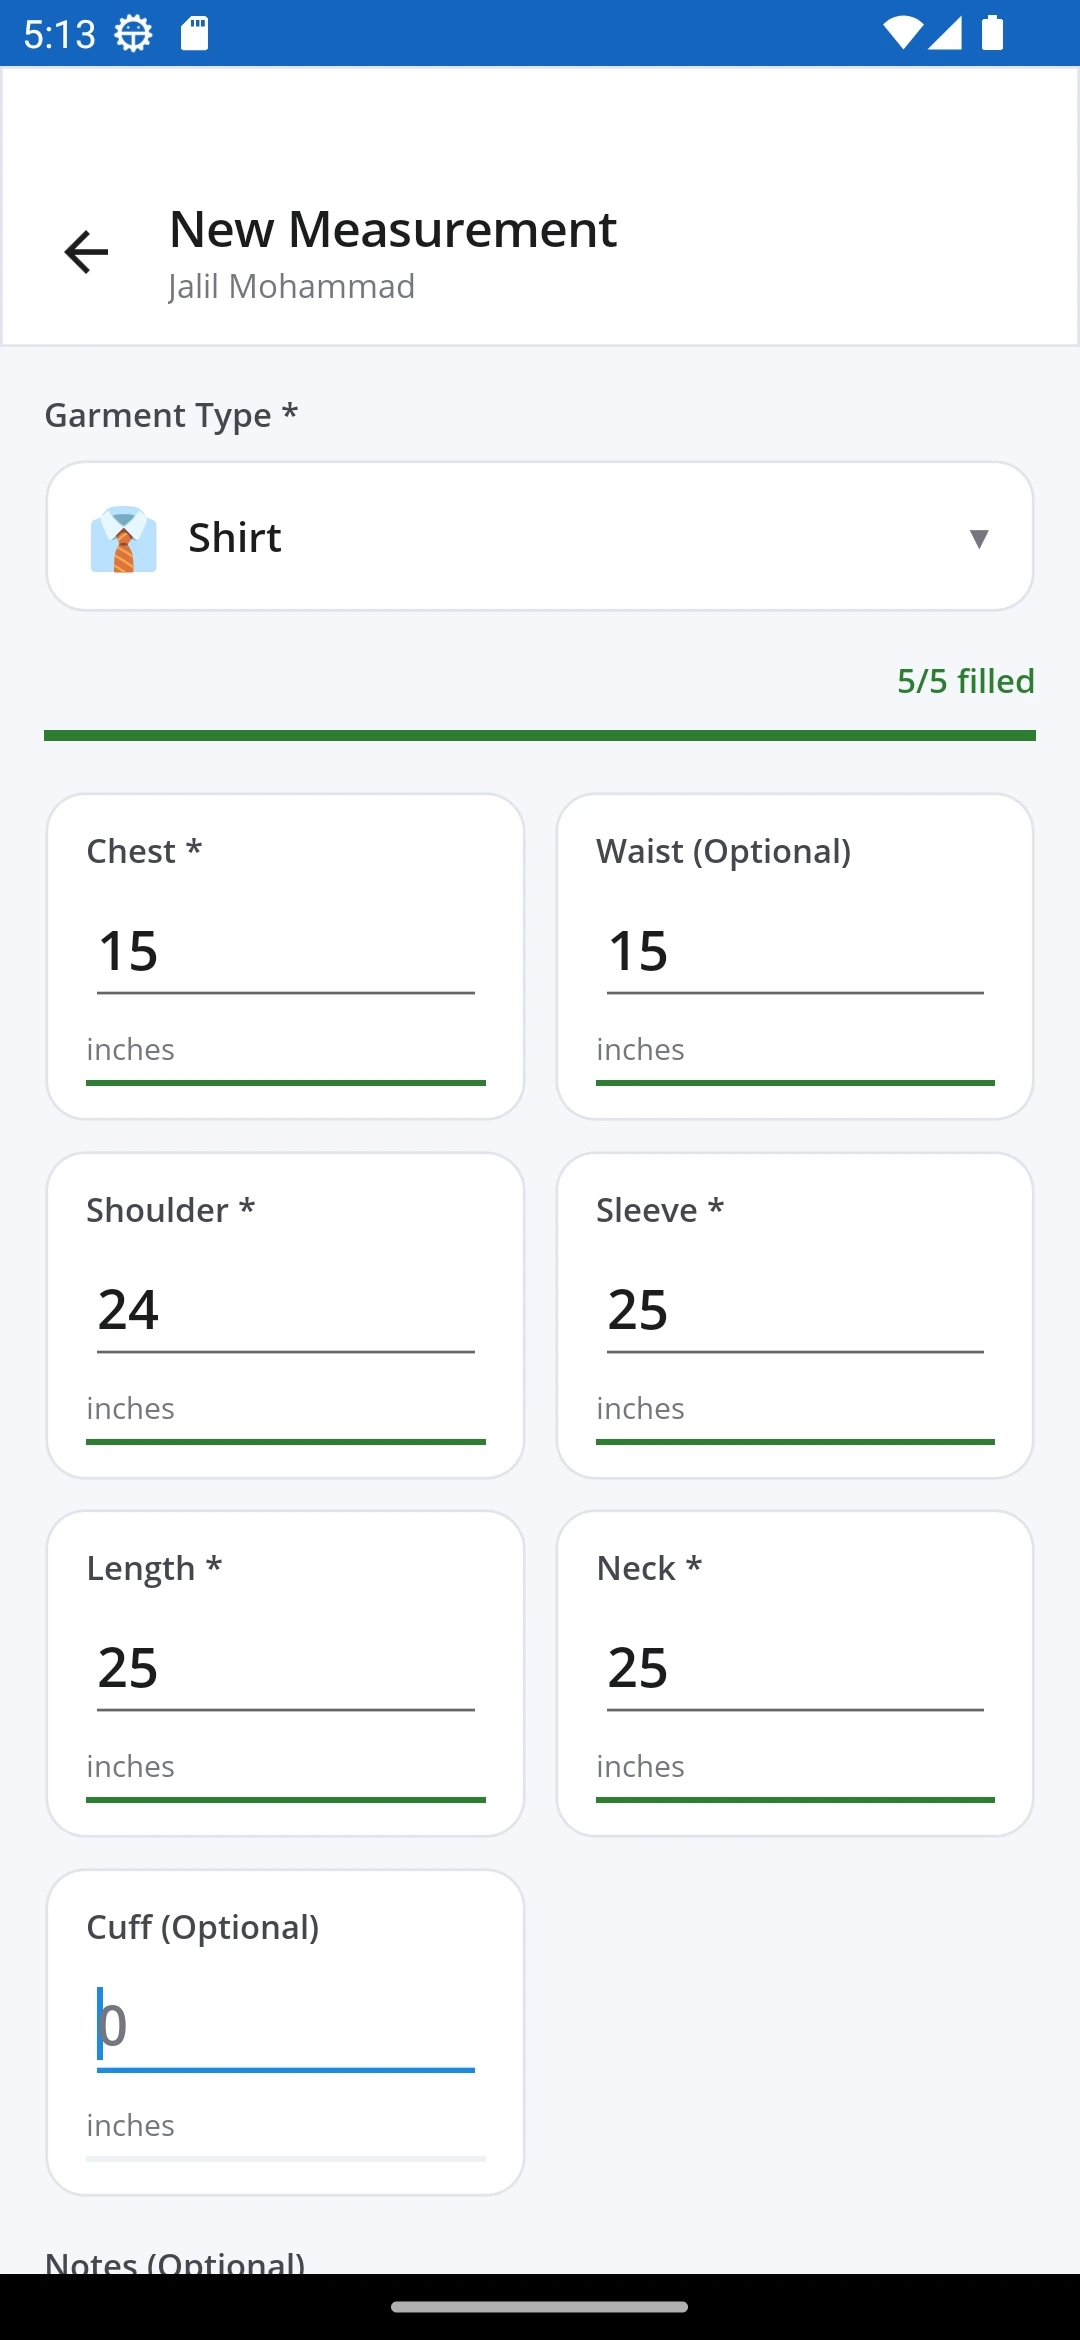 5:13
New Measurement
Jalil Mohammad
Garment Type *
Shirt
▼
5/5 filled
Chest *
Waist (Optional)
15
15
inches
inches
Shoulder *
Sleeve *
24
25
inches
inches
Length *
Neck *
25
25
inches
inches
Cuff (Optional)
0
inches
Notes (Optional)